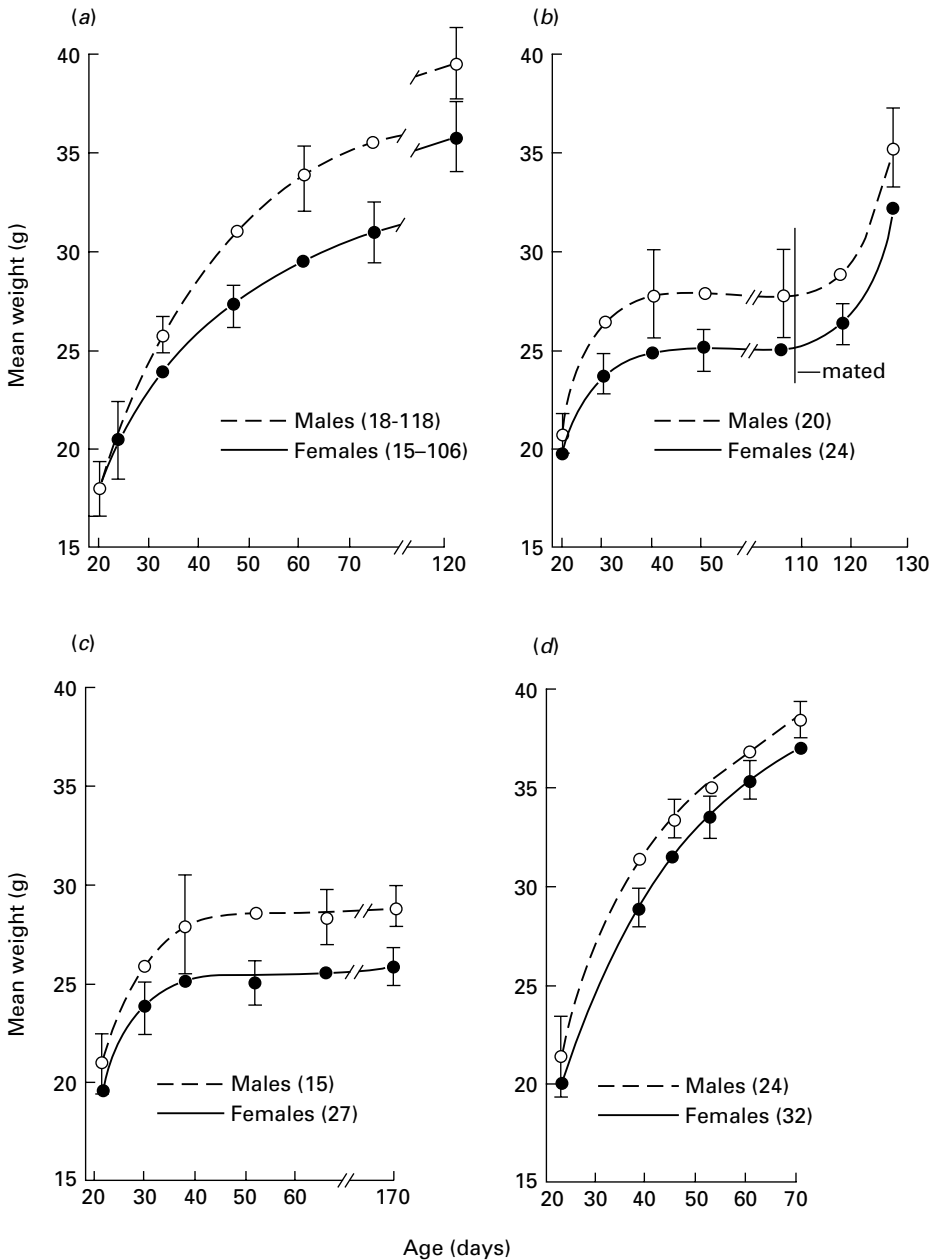 (a)
40
35
30
25
20
15
Mean weight (g)
Males (18-118)
Females (15–106)
20 30 40 50 60 75 120
(b)
40
35
30
25
20
15
mated
Males (20)
Females (24)
20 30 40 50 110 120 130
(c)
40
35
30
25
20
15
Mean weight (g)
Males (15)
Females (27)
20 30 40 50 60 170
(d)
40
35
30
25
20
15
Males (24)
Females (32)
20 30 40 50 60 70
Age (days)